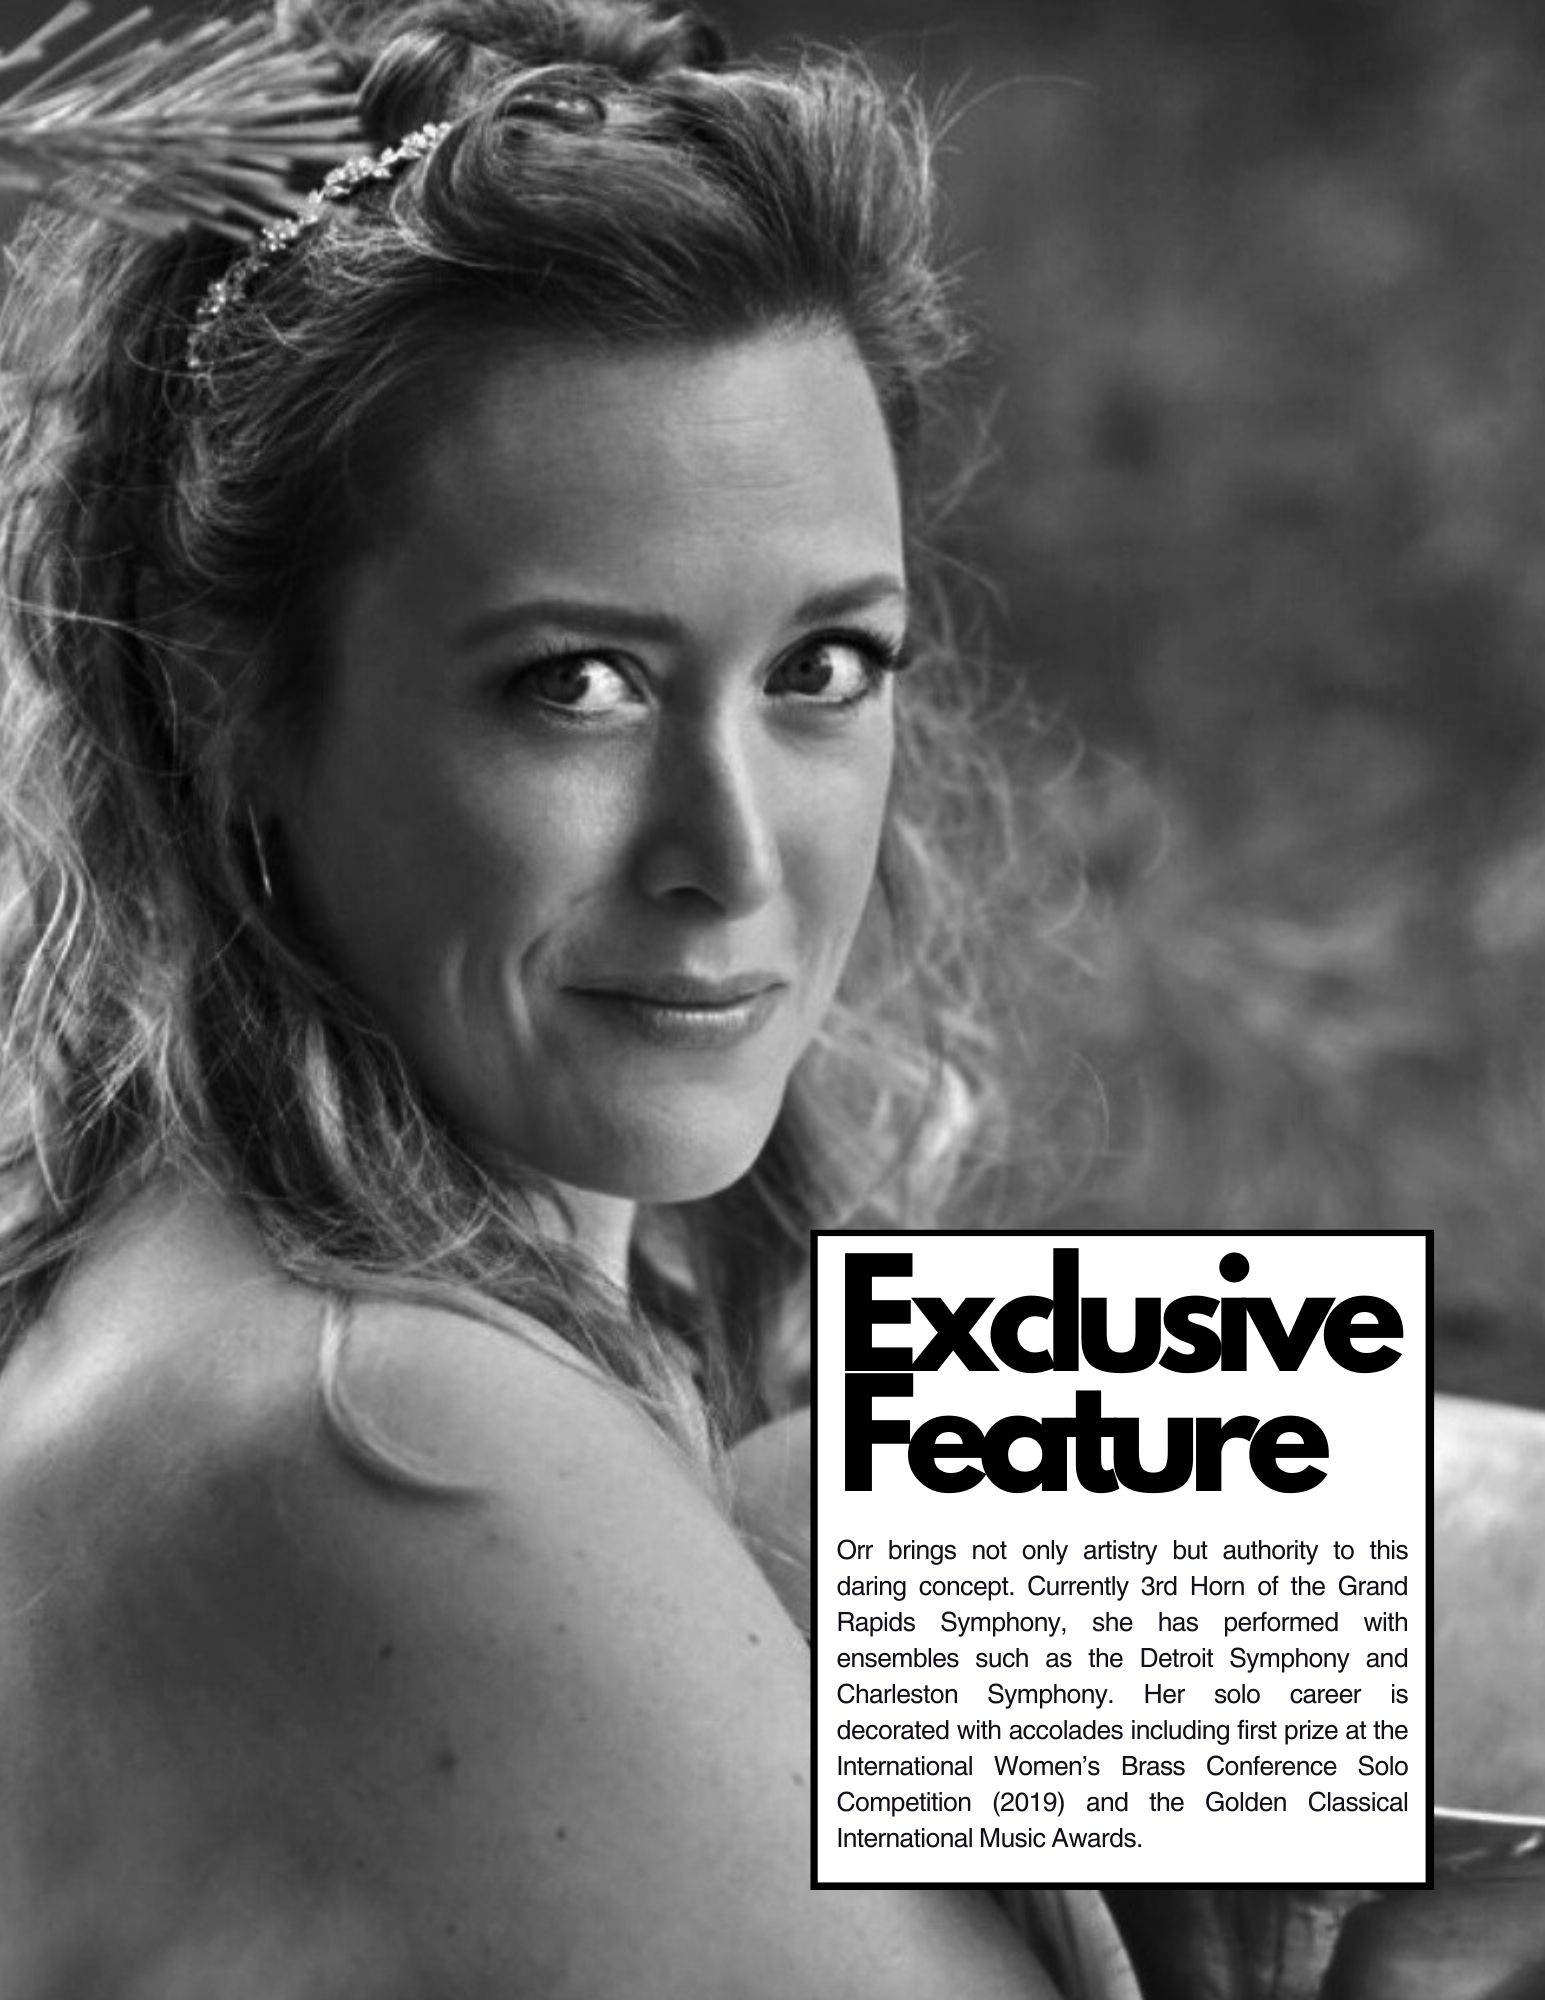 Exclusive
Feature
Orr brings not only artistry but authority to this
daring concept. Currently 3rd Horn of the Grand
Rapids Symphony, she has performed with
ensembles such as the Detroit Symphony and
Charleston Symphony. Her solo career is
decorated with accolades including first prize at the
International Women’s Brass Conference Solo
Competition (2019) and the Golden Classical
International Music Awards.